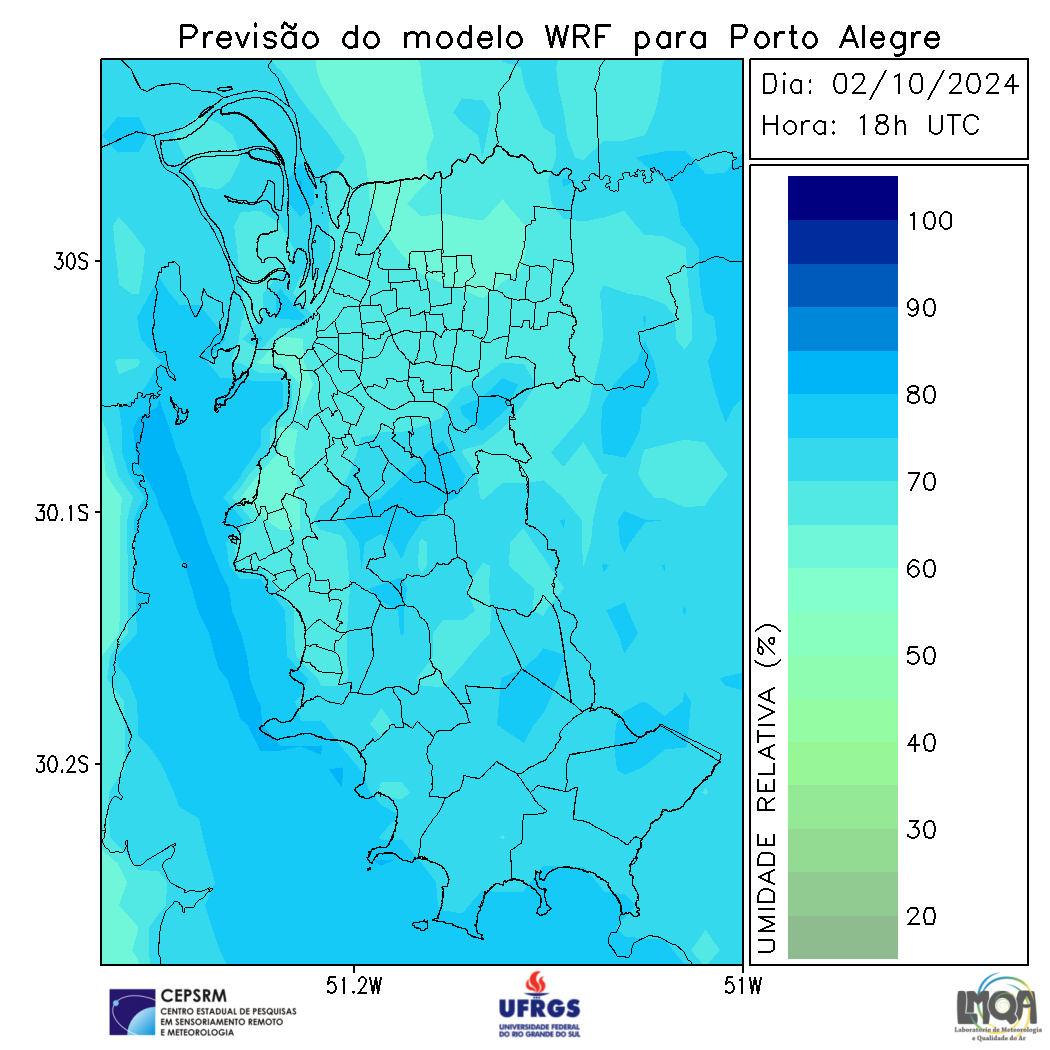 Previsão do modelo WRF para Porto Alegre
Dia: 02/10/2024
Hora: 18h UTC
30S
30.1S
30.2S
51.2W
51W
100
90
80
70
60
50
40
30
20
UMIDADE RELATIVA (%)
CEPSRM
CENTRO ESTADUAL DE PESQUISAS
EM SENSORIAMENTO REMOTO
E METEOROLOGIA
UFRGS
UNIVERSIDADE FEDERAL
DO RIO GRANDE DO SUL
LMQA
Laboratório de Meteorologia
e Qualidade do Ar